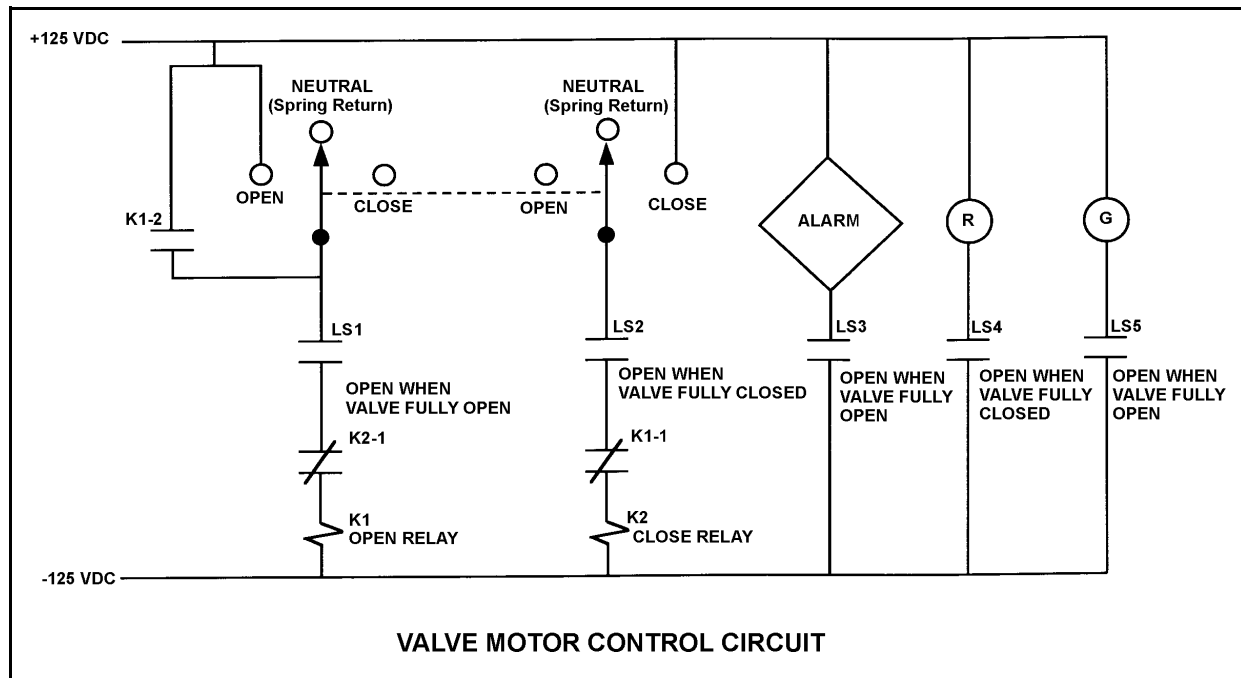 +125 VDC
NEUTRAL
(Spring Return)
NEUTRAL
(Spring Return)
OPEN
CLOSE
OPEN
CLOSE
K1-2
ALARM
R
G
LS1
OPEN WHEN
VALVE FULLY OPEN
LS2
OPEN WHEN
VALVE FULLY CLOSED
LS3
OPEN WHEN
VALVE FULLY
OPEN
LS4
OPEN WHEN
VALVE FULLY
CLOSED
LS5
OPEN WHEN
VALVE FULLY
OPEN
K2-1
K1-1
K1
OPEN RELAY
K2
CLOSE RELAY
-125 VDC
VALVE MOTOR CONTROL CIRCUIT